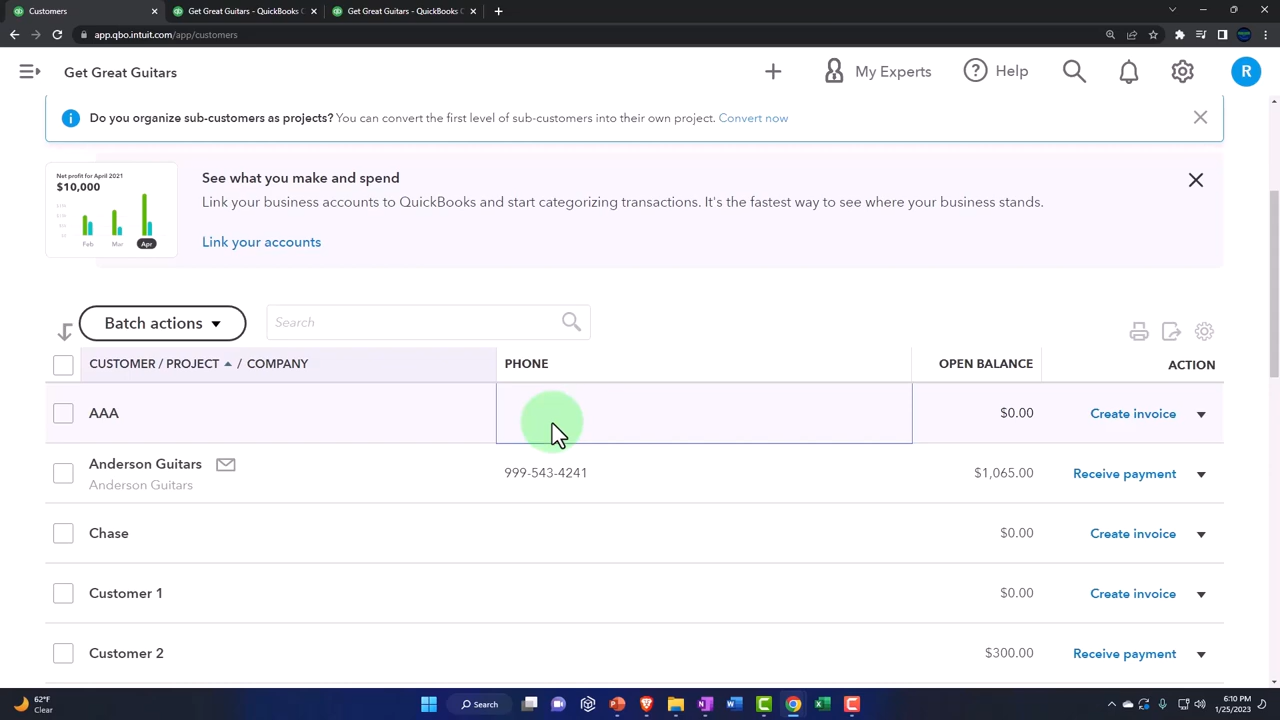 Customers
Get Great Guitars - QuickBooks
Get Great Guitars - QuickBooks
app.qbo.intuit.com/app/customers
Get Great Guitars
My Experts
Help
R
Do you organize sub-customers as projects? You can convert the first level of sub-customers into their own project. Convert now
Net profit for April 2021
$10,000
Feb Mar Apr
See what you make and spend
Link your business accounts to QuickBooks and start categorizing transactions. It's the fastest way to see where your business stands.
Link your accounts
Batch actions
Search
CUSTOMER / PROJECT / COMPANY PHONE OPEN BALANCE ACTION
AAA $0.00 Create invoice
Anderson Guitars 999-543-4241 $1,065.00 Receive payment
Anderson Guitars
Chase $0.00 Create invoice
Customer 1 $0.00 Create invoice
Customer 2 $300.00 Receive payment
62°F
Clear
Search
6:10 PM
1/25/2023